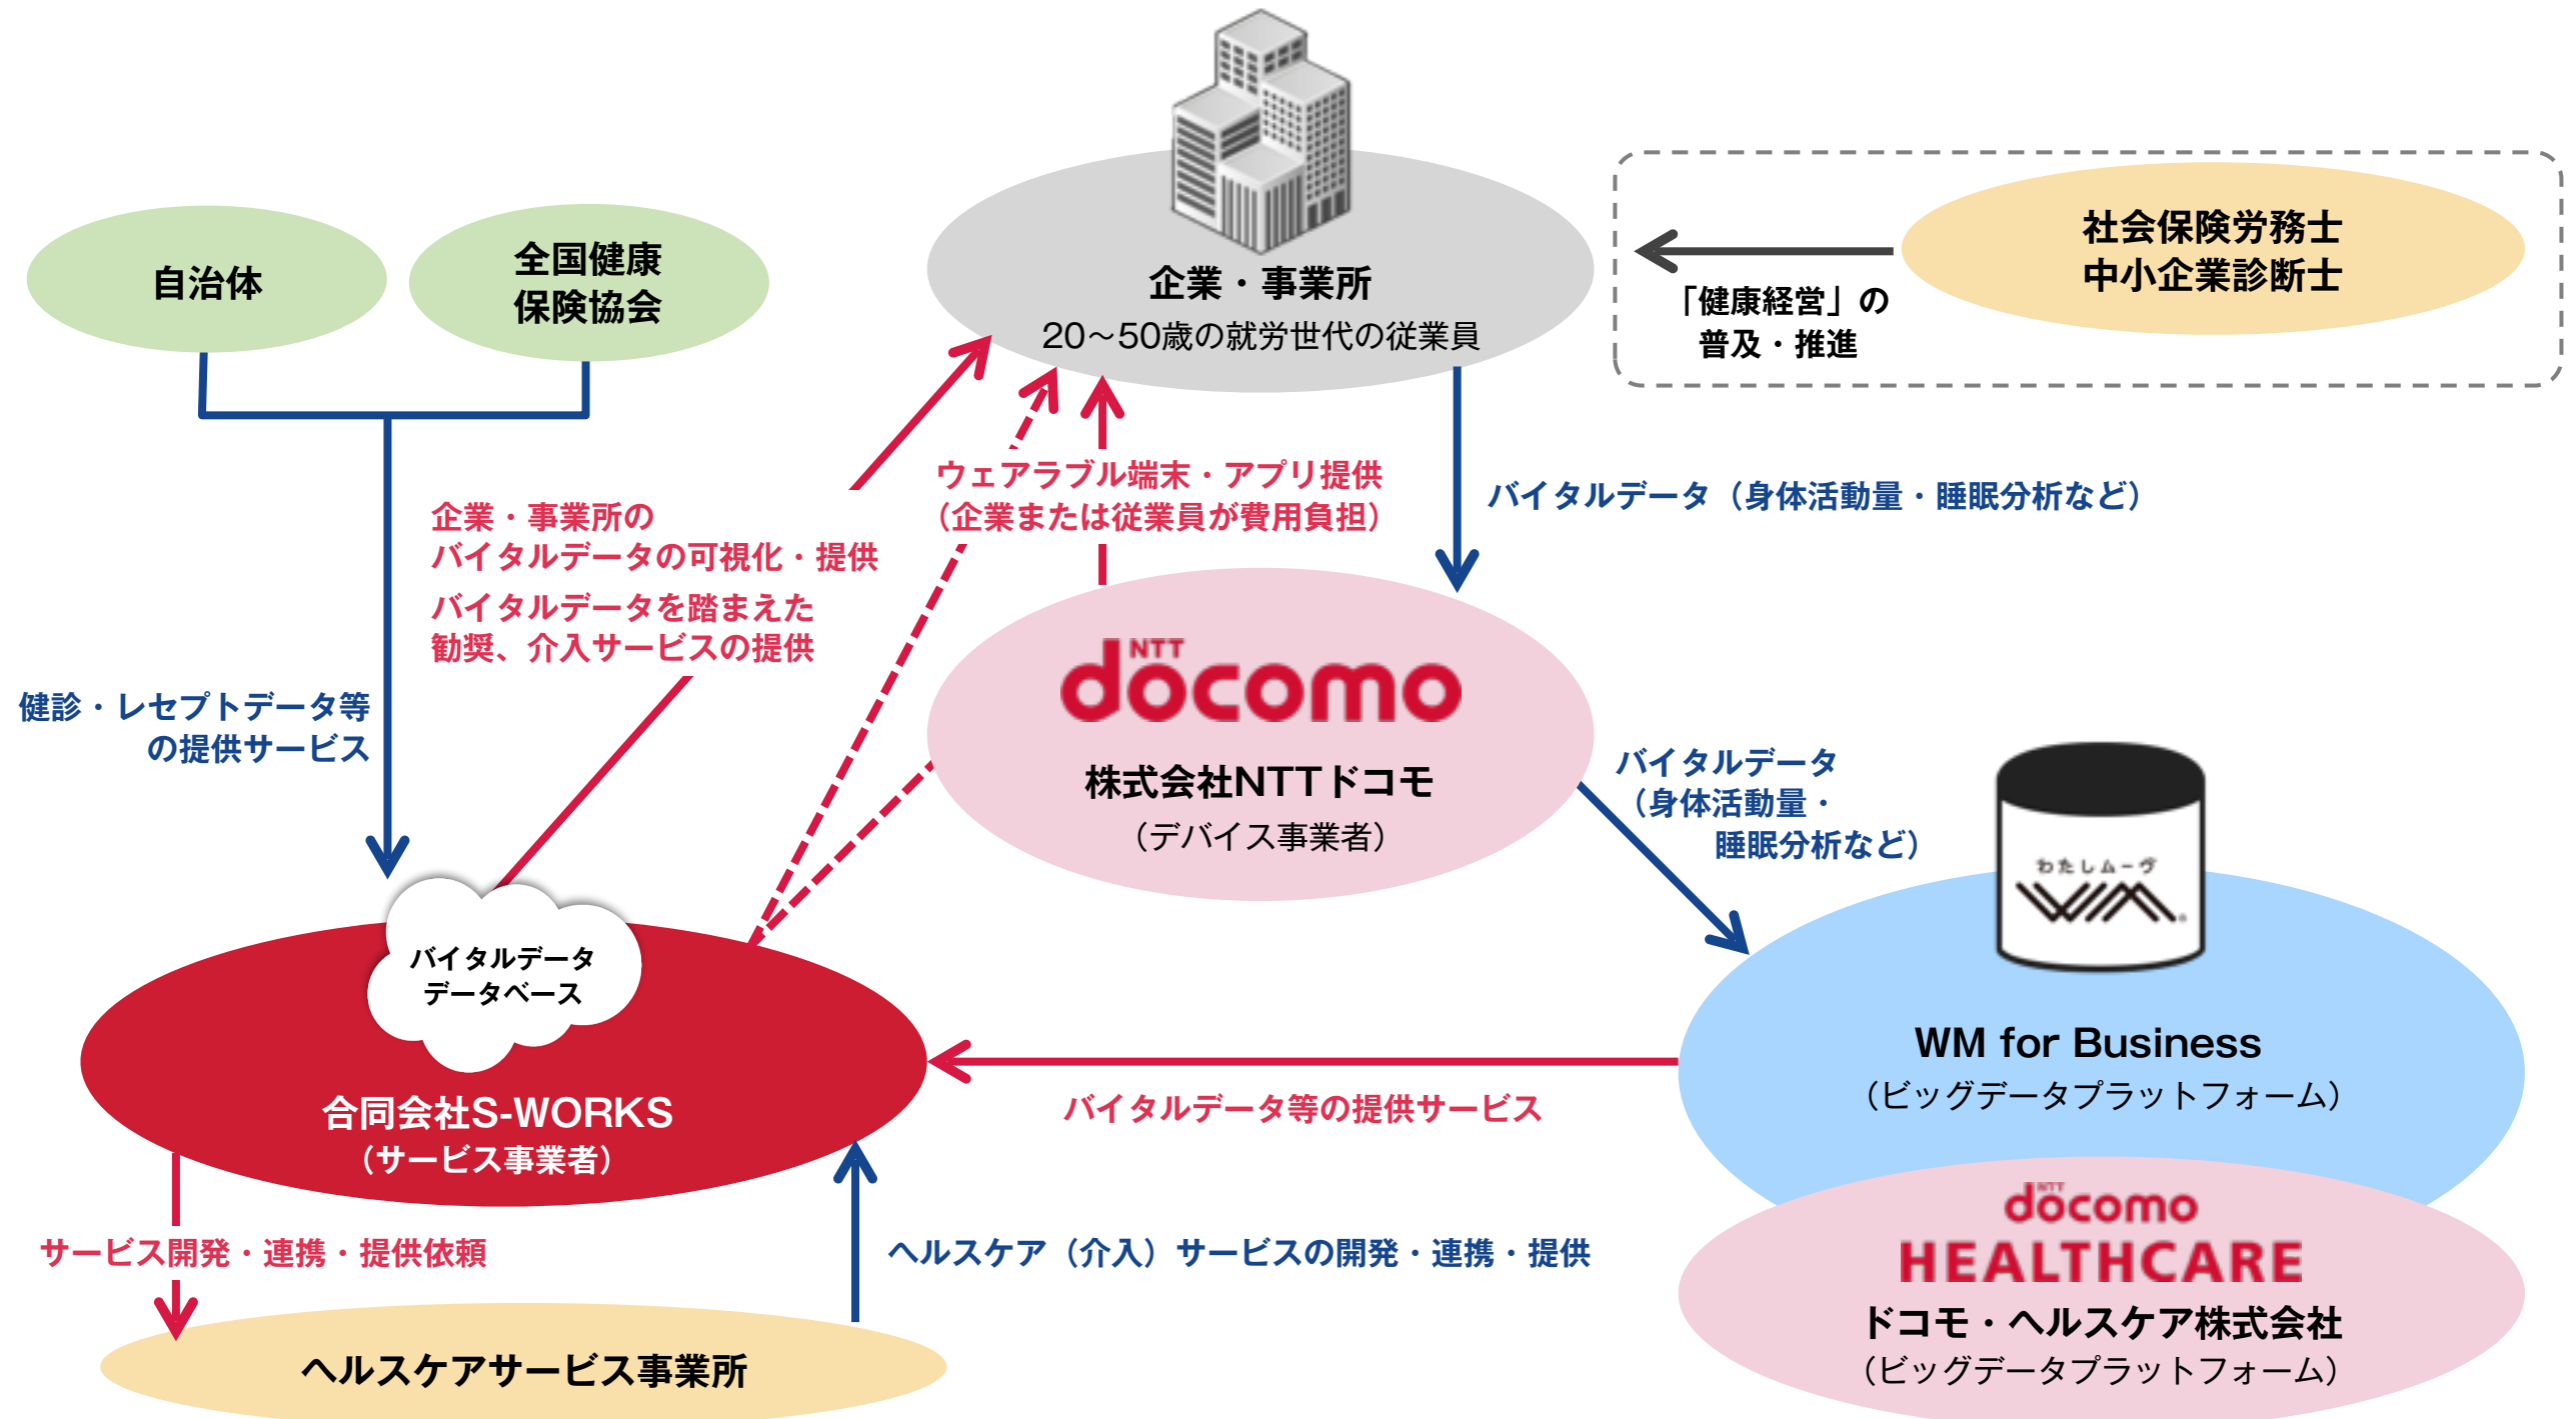 自治体
全国健康
保険協会
企業・事業所
20～50歳の就労世代の従業員
社会保険労務士
中小企業診断士
「健康経営」の
普及・推進
企業・事業所の
バイタルデータの可視化・提供
バイタルデータを踏まえた
勧奨、介入サービスの提供
ウェアラブル端末・アプリ提供
（企業または従業員が費用負担）
バイタルデータ（身体活動量・睡眠分析など）
健診・レセプトデータ等
の提供サービス
NTT
docomo
株式会社NTTドコモ
（デバイス事業者）
バイタルデータ
（身体活動量・
睡眠分析など）
わたしムーヴ
WM
WM for Business
（ビッグデータプラットフォーム）
バイタルデータ
データベース
合同会社S-WORKS
（サービス事業者）
バイタルデータ等の提供サービス
サービス開発・連携・提供依頼
ヘルスケア（介入）サービスの開発・連携・提供
ヘルスケアサービス事業所
NTT
docomo
HEALTHCARE
ドコモ・ヘルスケア株式会社
（ビッグデータプラットフォーム）